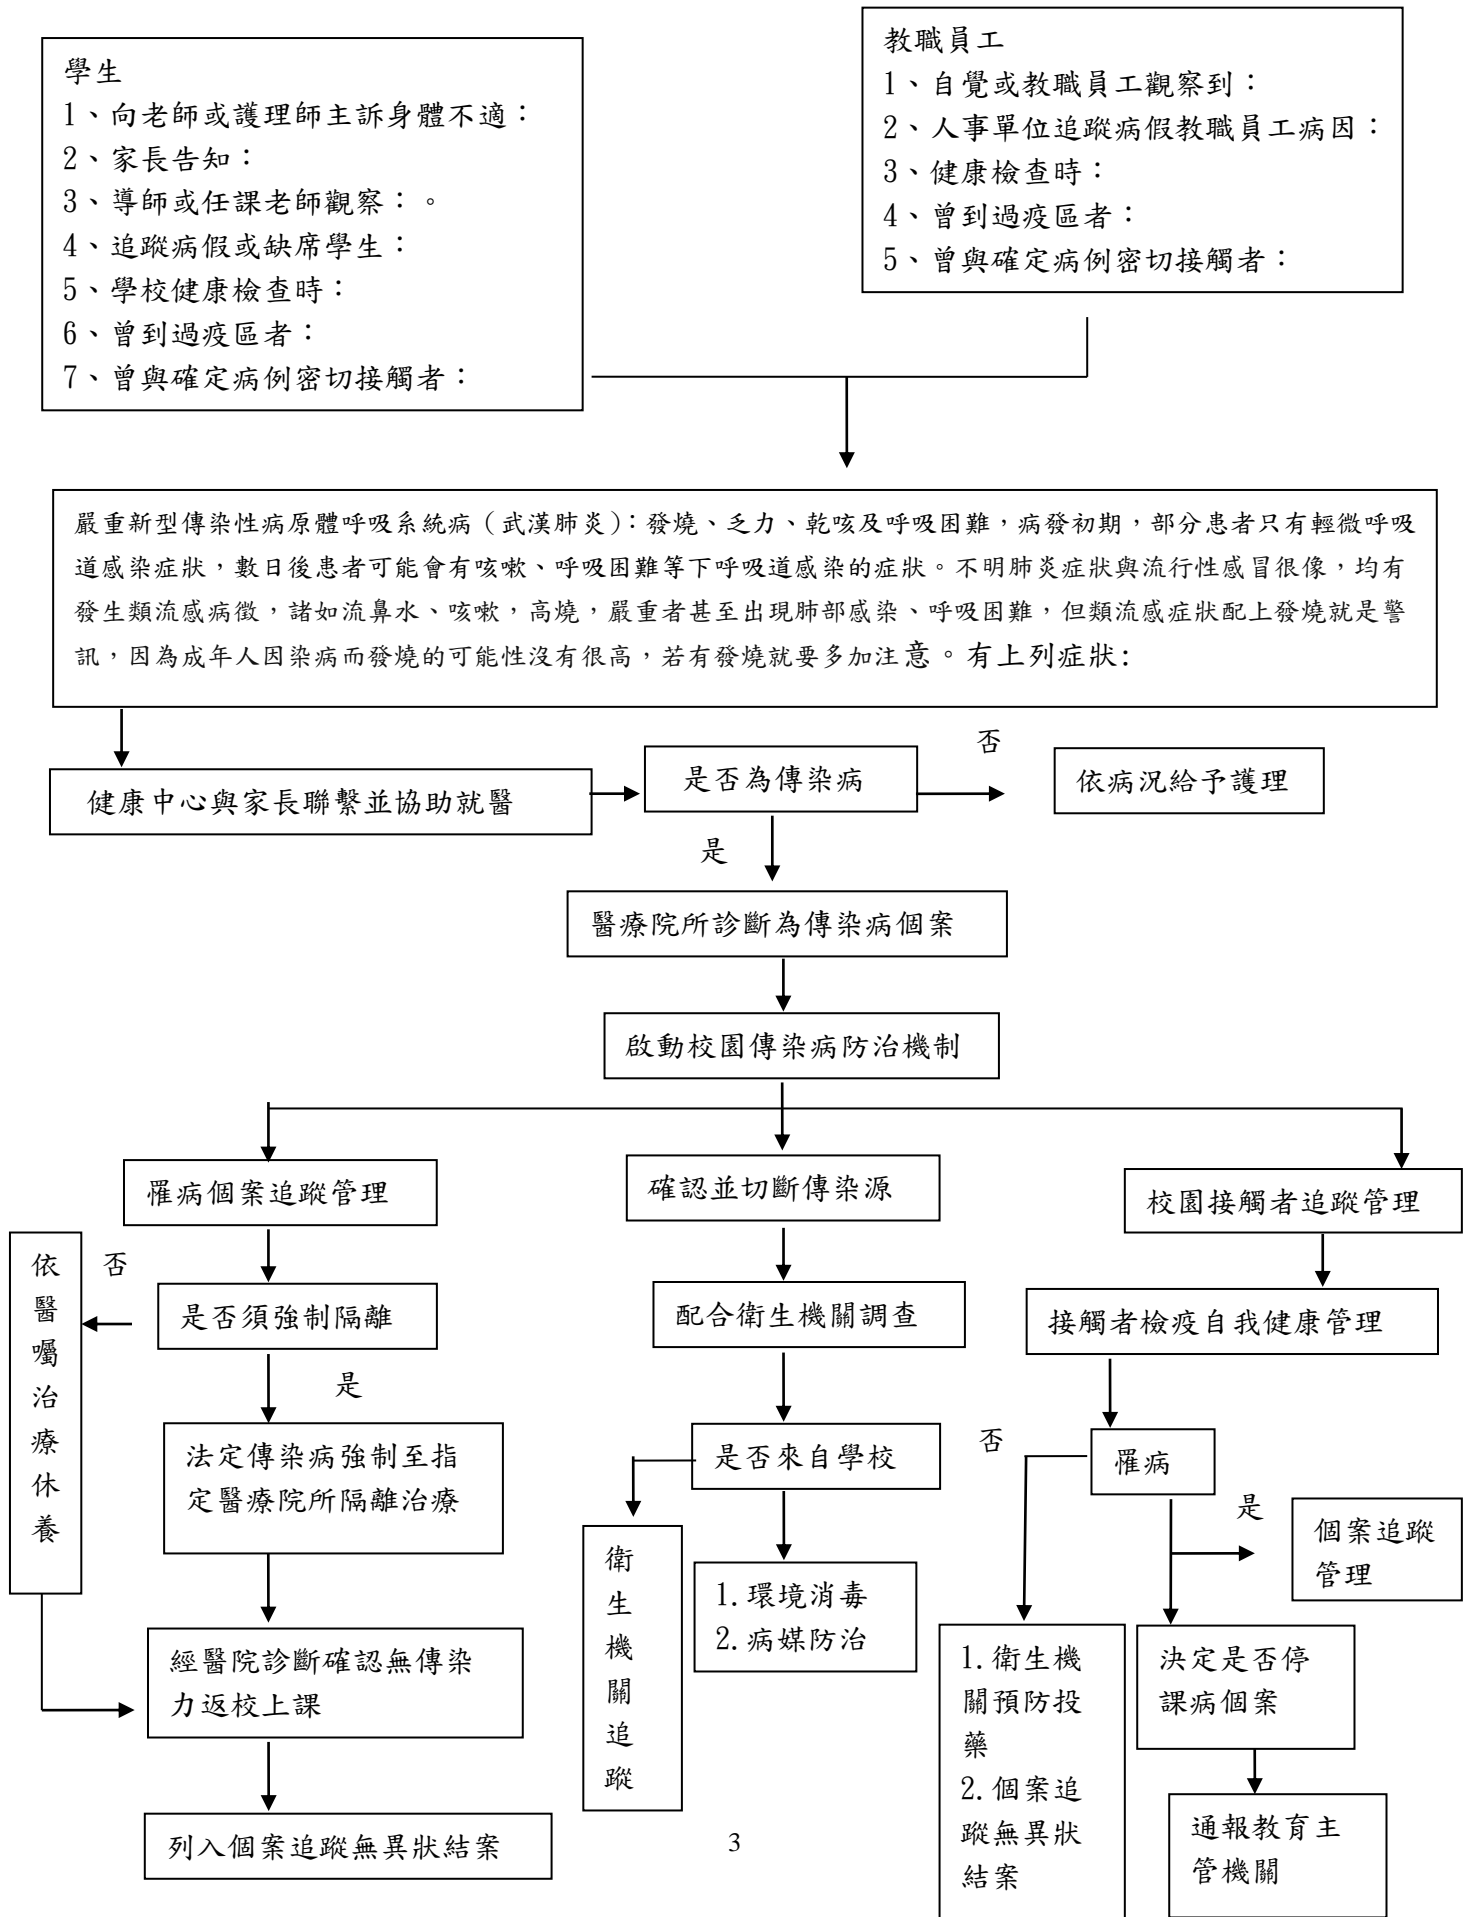 學生
1、向老師或護理師主訴身體不適：
2、家長告知：
3、導師或任課老師觀察：。
4、追蹤病假或缺席學生：
5、學校健康檢查時：
6、曾到過疫區者：
7、曾與確定病例密切接觸者：
教職員工
1、自覺或教職員工觀察到：
2、人事單位追蹤病假教職員工病因：
3、健康檢查時：
4、曾到過疫區者：
5、曾與確定病例密切接觸者：
嚴重新型傳染性病原體呼吸系統病（武漢肺炎)：發燒、乏力、乾咳及呼吸困難，病發初期，部分患者只有輕微呼吸
道感染症狀，數日後患者可能會有咳嗽、呼吸困難等下呼吸道感染的症狀。不明肺炎症狀與流行性感冒很像，均有
發生類流感病徵，諸如流鼻水、咳嗽，高燒，嚴重者甚至出現肺部感染、呼吸困難，但類流感症狀配上發燒就是警
訊，因為成年人因染病而發燒的可能性沒有很高，若有發燒就要多加注意。有上列症狀:
健康中心與家長聯繫並協助就醫
是否為傳染病
否
依病況給予護理
是
醫療院所診斷為傳染病個案
啟動校園傳染病防治機制
罹病個案追蹤管理
確認並切斷傳染源
校園接觸者追蹤管理
依
醫
囑
治
療
休
養
否
是否須強制隔離
配合衛生機關調查
接觸者檢疫自我健康管理
是
法定傳染病強制至指
定醫療院所隔離治療
是否來自學校
否
罹病
是
個案追蹤
管理
衛
生
機
關
追
蹤
1.環境消毒
2.病媒防治
經醫院診斷確認無傳染
力返校上課
1.衛生機
關預防投
藥
2.個案追
蹤無異狀
結案
決定是否停
課病個案
列入個案追蹤無異狀結案
通報教育主
管機關
3